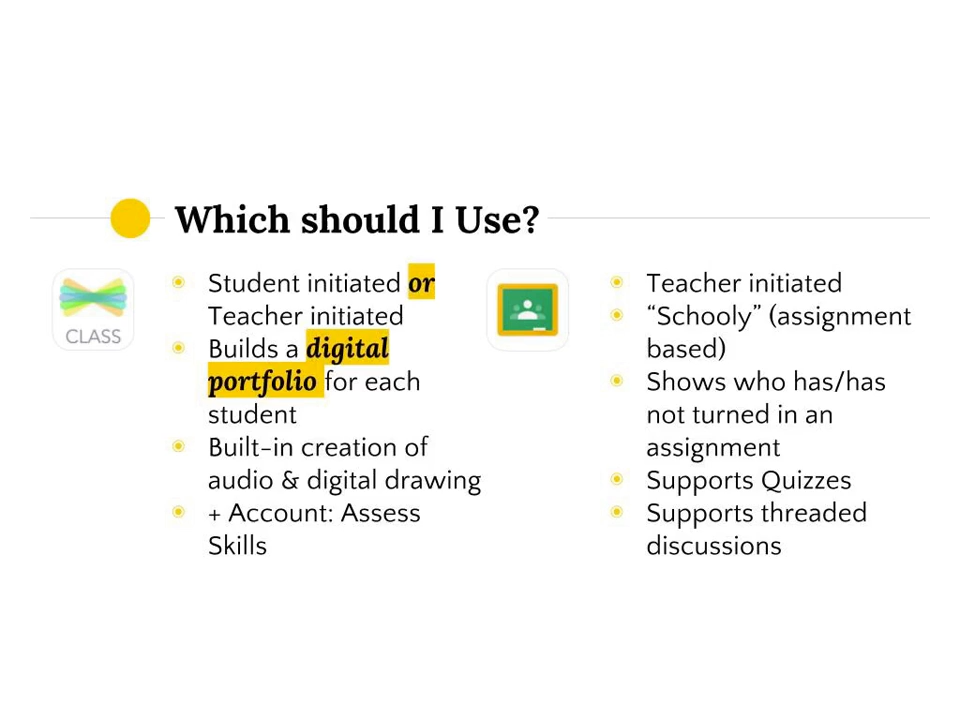 Which should I Use?
CLASS
Student initiated or
Teacher initiated
Builds a digital
portfolio for each
student
Built-in creation of
audio & digital drawing
+ Account: Assess
Skills
Teacher initiated
“Schooly” (assignment
based)
Shows who has/has
not turned in an
assignment
Supports Quizzes
Supports threaded
discussions